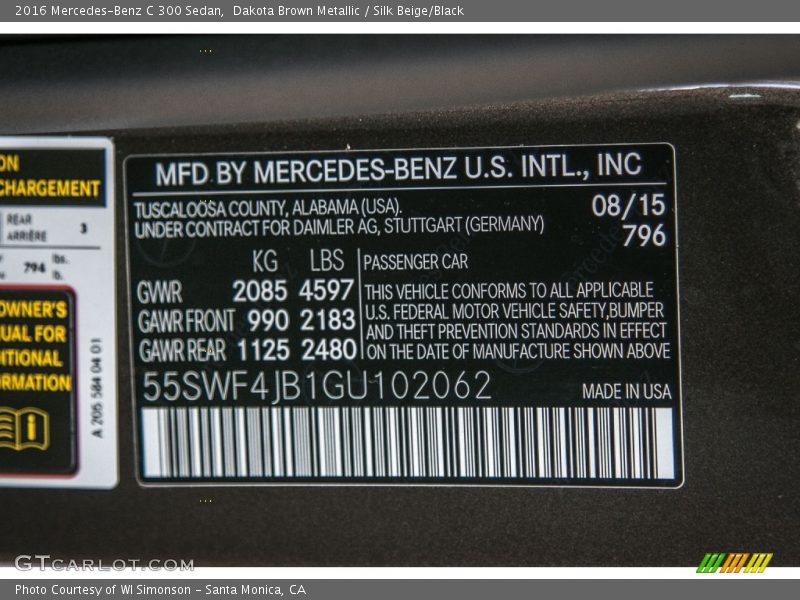 2016 Mercedes-Benz C 300 Sedan, Dakota Brown Metallic / Silk Beige/Black
ON
CHARGEMENT
REAR
ARRIÈRE
3
794
lbs.
b.
OWNER'S
UAL FOR
ITIONAL
RMATION
A 205 584 04 01
MFD. BY MERCEDES-BENZ U.S. INTL., INC
TUSCALOOSA COUNTY, ALABAMA (USA).
08/15
UNDER CONTRACT FOR DAIMLER AG, STUTTGART (GERMANY)
796
KG LBS
PASSENGER CAR
GWR 2085 4597
GAWR FRONT 990 2183
GAWR REAR 1125 2480
THIS VEHICLE CONFORMS TO ALL APPLICABLE
U.S. FEDERAL MOTOR VEHICLE SAFETY,BUMPER
AND THEFT PREVENTION STANDARDS IN EFFECT
ON THE DATE OF MANUFACTURE SHOWN ABOVE
55SWF4JB1GU102062
MADE IN USA
GTCARLOT.COM
Photo Courtesy of WI Simonson - Santa Monica, CA